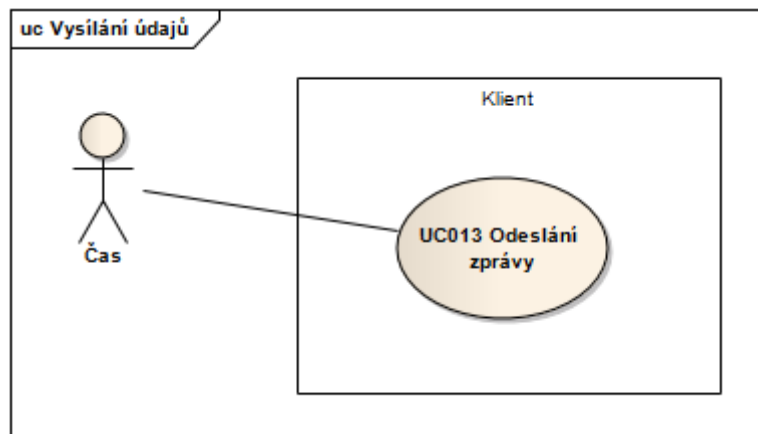 uc Vysílání údajů
Klient
UC013 Odeslání
zprávy
Čas